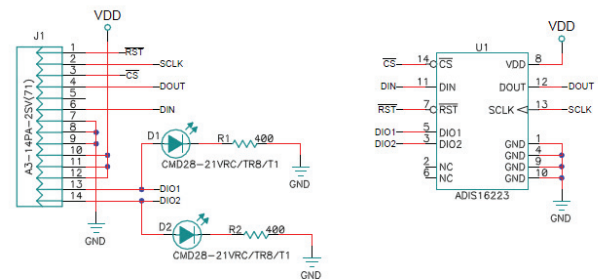 VDD
J1
A3-14PA-2SV(71)
1 RST
2 SCLK
3 CS
4 DOUT
5
6 DIN
7
8
9
10
11
12
13 DIO1
14 DIO2
GND
D1
CMD28-21VRC/TR8/T1
R1 400
GND
D2
CMD28-21VRC/TR8/T1
R2 400
GND
VDD
U1
CS 14 CS VDD 8
DIN 11 DIN DOUT 12 DOUT
RST 7 RST SCLK 13 SCLK
DIO1 5 DIO1 GND 1
DIO2 3 DIO2 GND 4
2 NC GND 9
6 NC GND 10
ADIS16223
GND